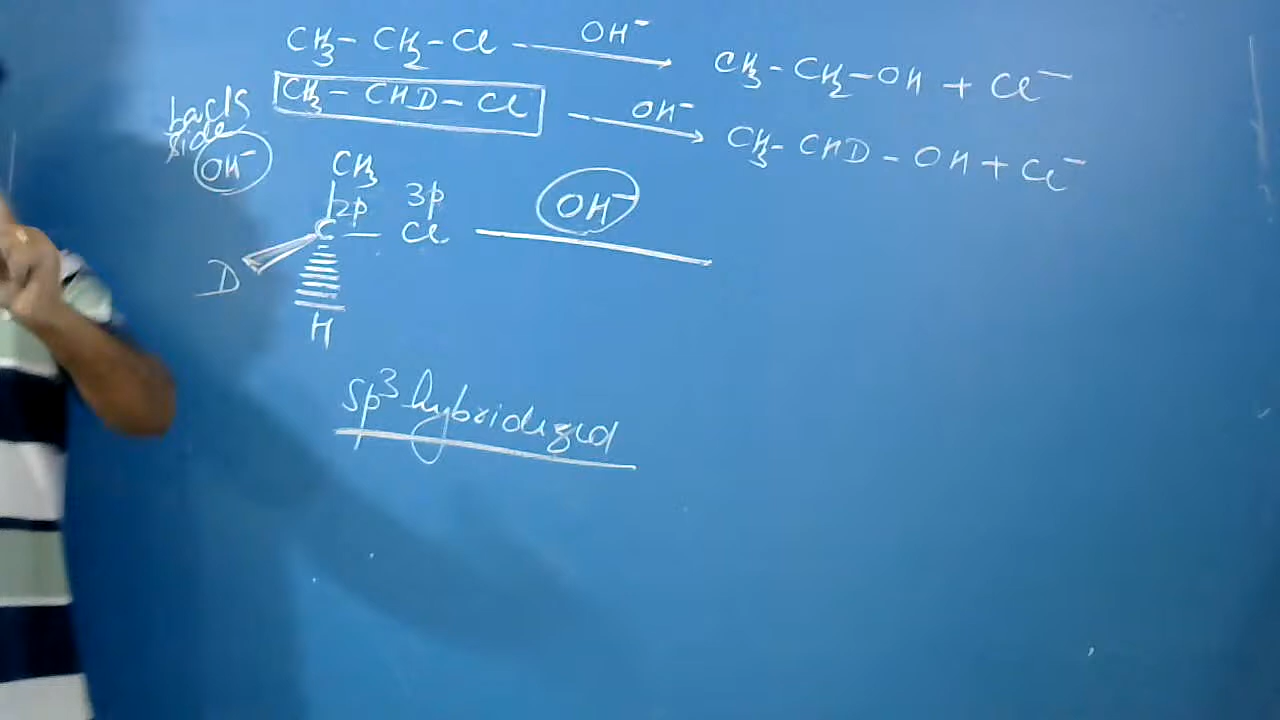 CH₃ – CH₂ – Cl —OH⁻→ CH₃ – CH₂ – OH + Cl⁻
CH₃ – CHD – Cl —OH⁻→ CH₃ – CHD – OH + Cl⁻
back
side
OH⁻
CH₃
2p 3p
C – Cl OH⁻
D
H
sp³ hybridized